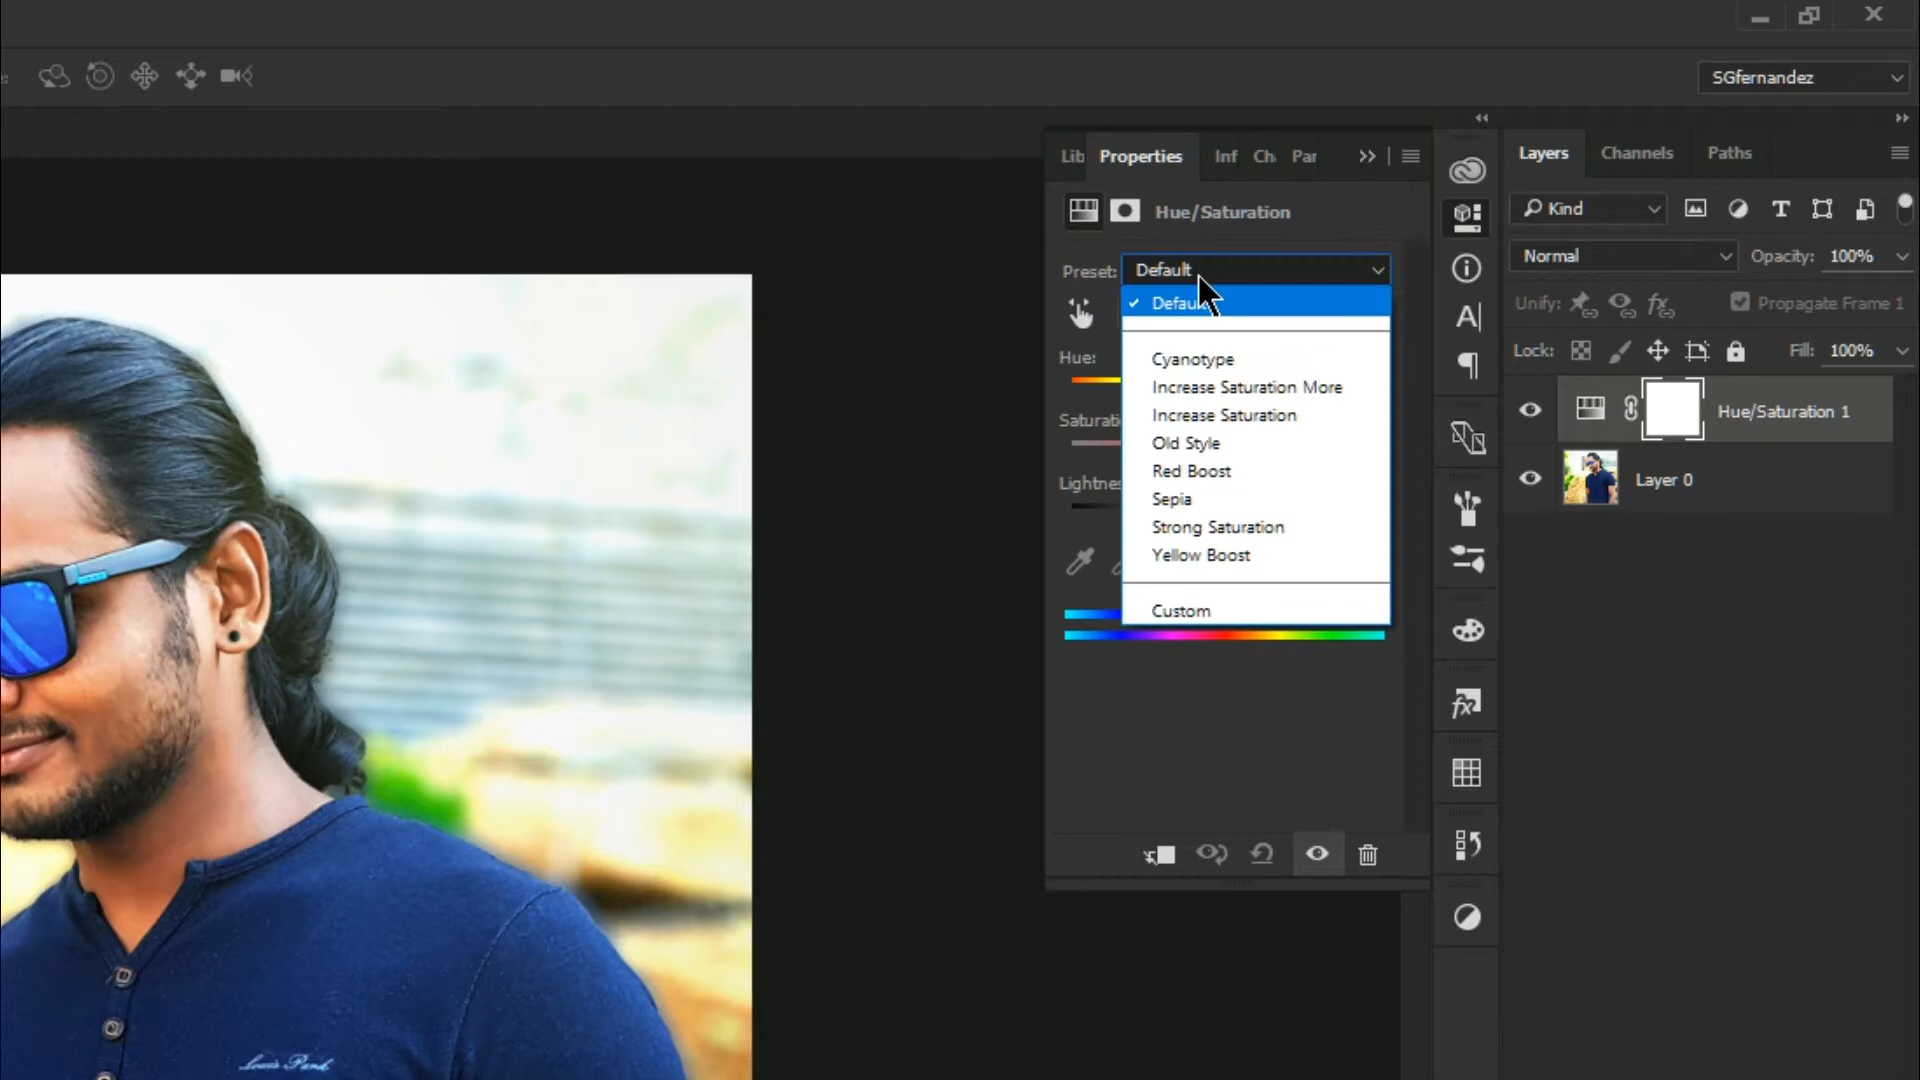 SGfernandez
Lib Properties Inf Ch Par
Layers Channels Paths
Hue/Saturation
Kind
Preset: Default
Normal Opacity: 100%
Default
Unify: Propagate Frame 1
Lock: Fill: 100%
Hue:
Cyanotype
Increase Saturation More
Saturati
Increase Saturation
Hue/Saturation 1
Old Style
Red Boost
Lightnes
Layer 0
Sepia
Strong Saturation
Yellow Boost
Custom
Louis Park